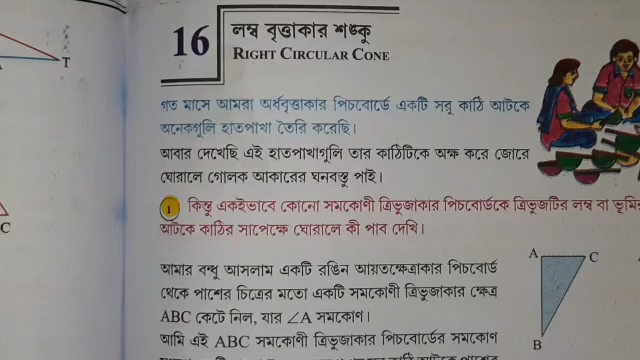 T
C
16
লম্ব বৃত্তাকার শঙ্কু
RIGHT CIRCULAR CONE
গত মাসে আমরা অর্ধবৃত্তাকার পিচবোর্ডে একটি সরু কাঠি আটকে
অনেকগুলি হাতপাখা তৈরি করেছি।
আবার দেখেছি এই হাতপাখাগুলি তার কাঠিটিকে অক্ষ করে জোরে
ঘোরালে গোলক আকারের ঘনবস্তু পাই।
1 কিন্তু একইভাবে কোনো সমকোণী ত্রিভুজাকার পিচবোর্ডকে ত্রিভুজটির লম্ব বা ভূমির
আটকে কাঠির সাপেক্ষে ঘোরালে কী পাব দেখি।
আমার বন্ধু আসলাম একটি রঙিন আয়তক্ষেত্রাকার পিচবোর্ড
থেকে পাশের চিত্রের মতো একটি সমকোণী ত্রিভুজাকার ক্ষেত্র
ABC কেটে নিল, যার ∠A সমকোণ।
আমি এই ABC সমকোণী ত্রিভুজাকার পিচবোর্ডের সমকোণ
A C
B